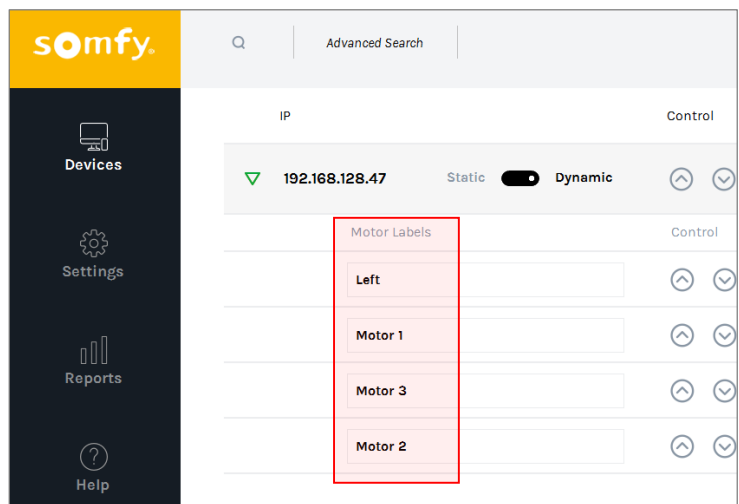 somfy.
Advanced Search
IP Control
Devices
192.168.128.47 Static Dynamic
Motor Labels Control
Settings
Left
Motor 1
Reports
Motor 3
Motor 2
Help